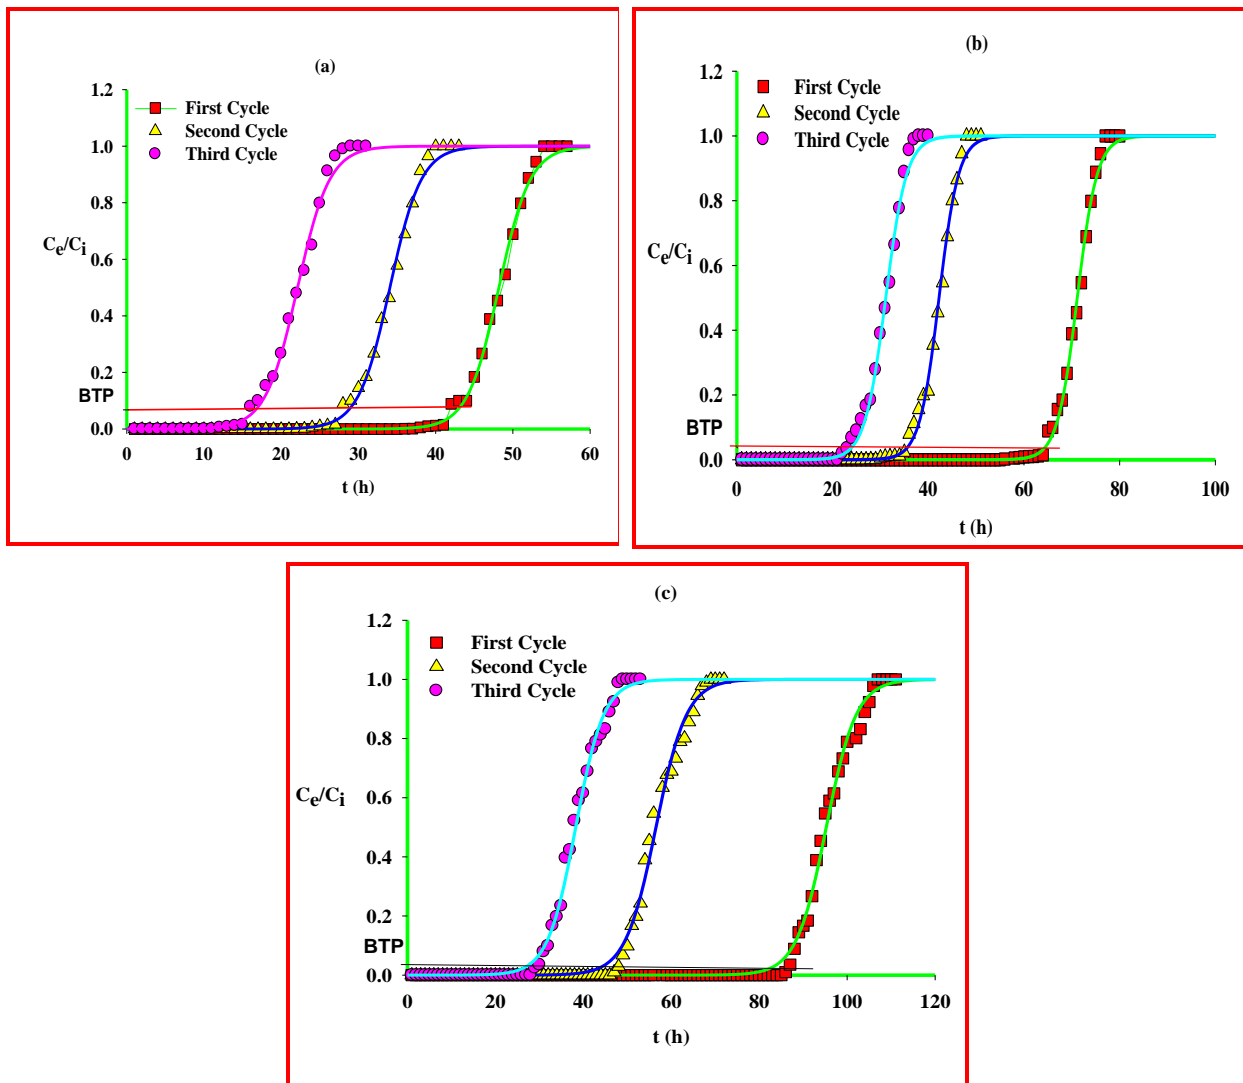 (a)
1.2
First Cycle
Second Cycle
Third Cycle
1.0
0.8
Ce/Ci
0.6
0.4
0.2
BTP
0.0
0 10 20 30 40 50 60
t (h)
(b)
1.2
First Cycle
Second Cycle
Third Cycle
1.0
0.8
Ce/Ci
0.6
0.4
0.2
BTP
0.0
0 20 40 60 80 100
t (h)
(c)
1.2
First Cycle
Second Cycle
Third Cycle
1.0
0.8
Ce/Ci
0.6
0.4
0.2
BTP
0.0
0 20 40 60 80 100 120
t (h)